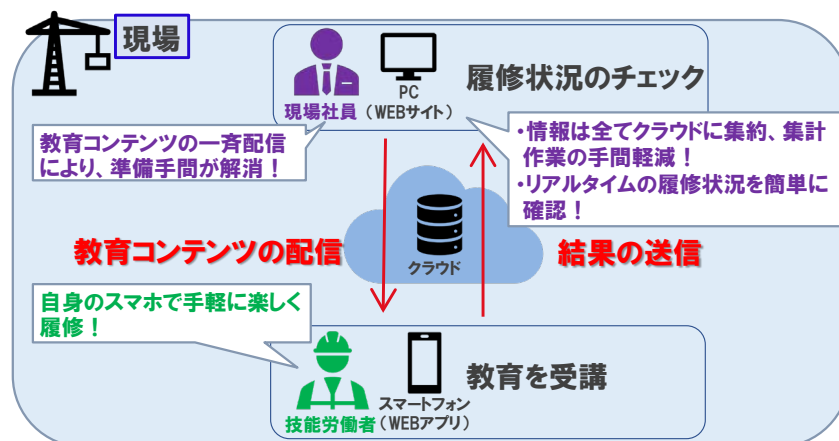 現場
履修状況のチェック
PC
現場社員
（WEBサイト）
教育コンテンツの一斉配信
により、準備手間が解消！
・情報は全てクラウドに集約、集計
作業の手間軽減！
・リアルタイムの履修状況を簡単に
確認！
教育コンテンツの配信
クラウド
結果の送信
自身のスマホで手軽に楽しく
履修！
教育を受講
スマートフォン
技能労働者
（WEBアプリ）